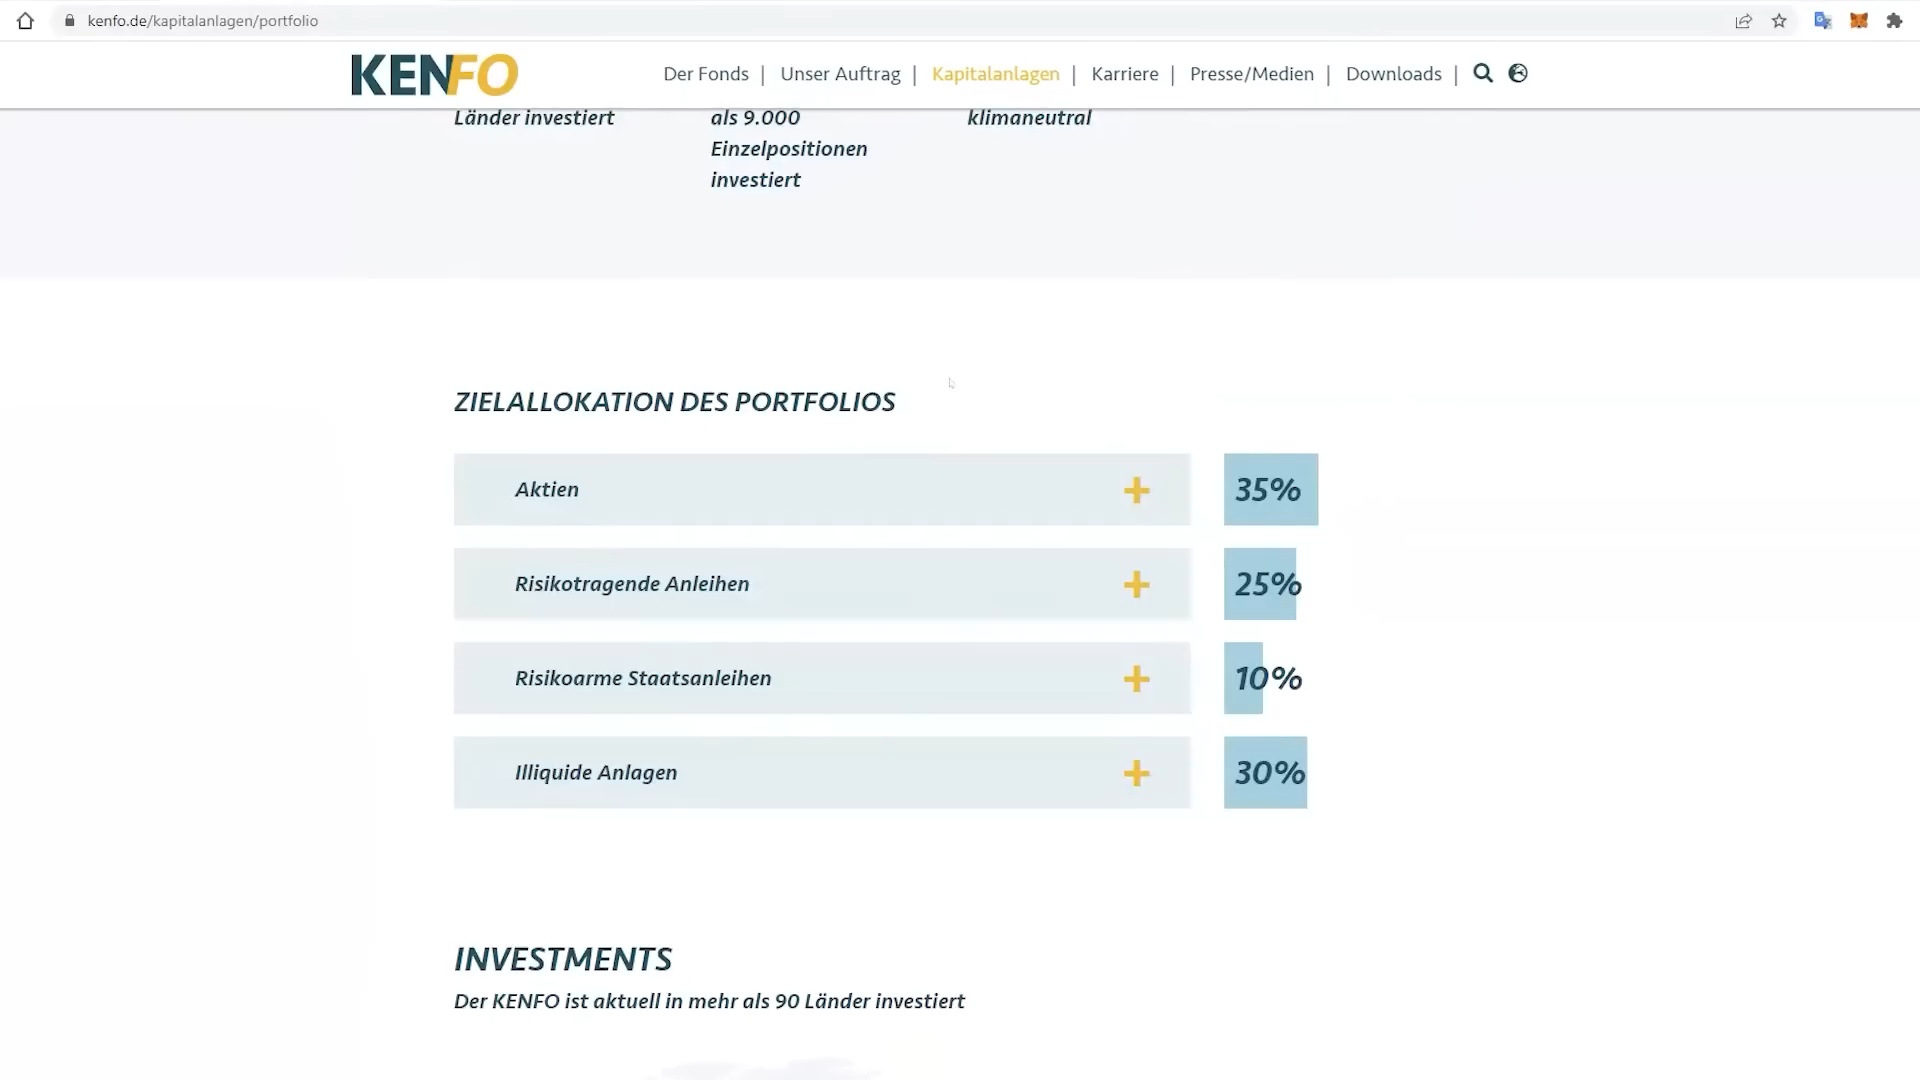 kenfo.de/kapitalanlagen/portfolio
KENFO
Der Fonds | Unser Auftrag | Kapitalanlagen | Karriere | Presse/Medien | Downloads |
Länder investiert
als 9.000
Einzelpositionen
investiert
klimaneutral
ZIELALLOKATION DES PORTFOLIOS
Aktien + 35%
Risikotragende Anleihen + 25%
Risikoarme Staatsanleihen + 10%
Illiquide Anlagen + 30%
INVESTMENTS
Der KENFO ist aktuell in mehr als 90 Länder investiert